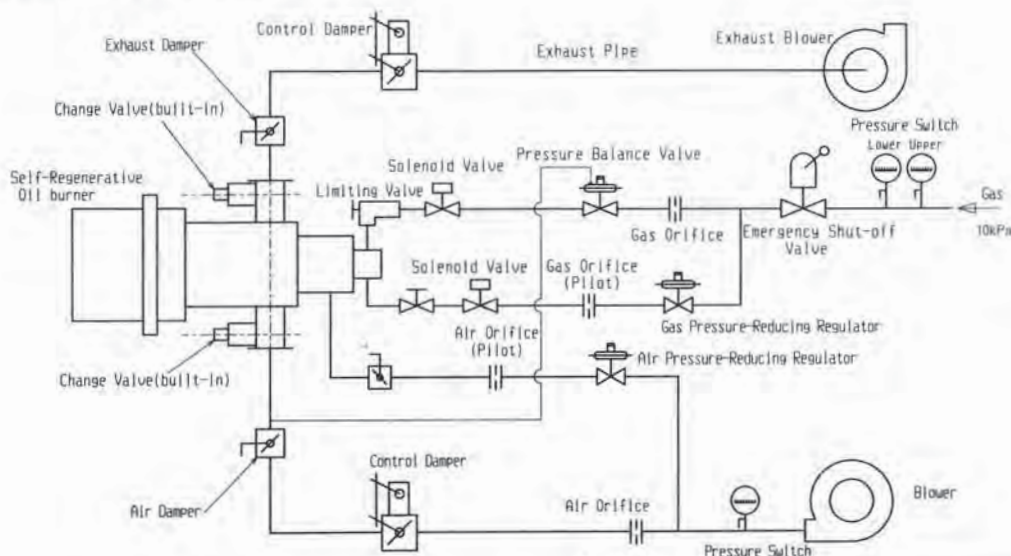 Control Damper
Exhaust Damper
Exhaust Pipe
Exhaust Blower
Change Valve(built-in)
Pressure Switch
Lower Upper
Self-Regenerative
Oil burner
Solenoid Valve
Pressure Balance Valve
Limiting Valve
Gas
Gas Orifice
Emergency Shut-off
Valve
10kPa
Solenoid Valve
Gas Orifice
(Pilot)
Gas Pressure-Reducing Regulator
Air Orifice
(Pilot)
Air Pressure-Reducing Regulator
Change Valve(built-in)
Control Damper
Air Damper
Air Orifice
Blower
Pressure Switch